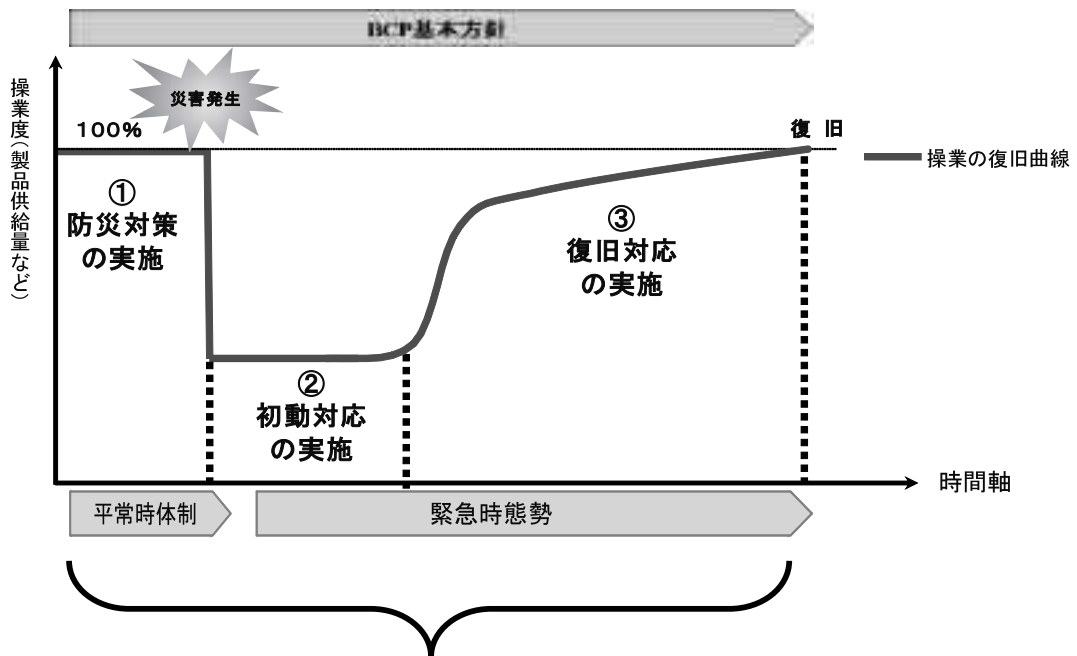 BCP基本方針
災害発生
操業度(製品供給量など)
100%
復 旧
操業の復旧曲線
①
防災対策
の実施
③
復旧対応
の実施
②
初動対応
の実施
時間軸
平常時体制
緊急時態勢